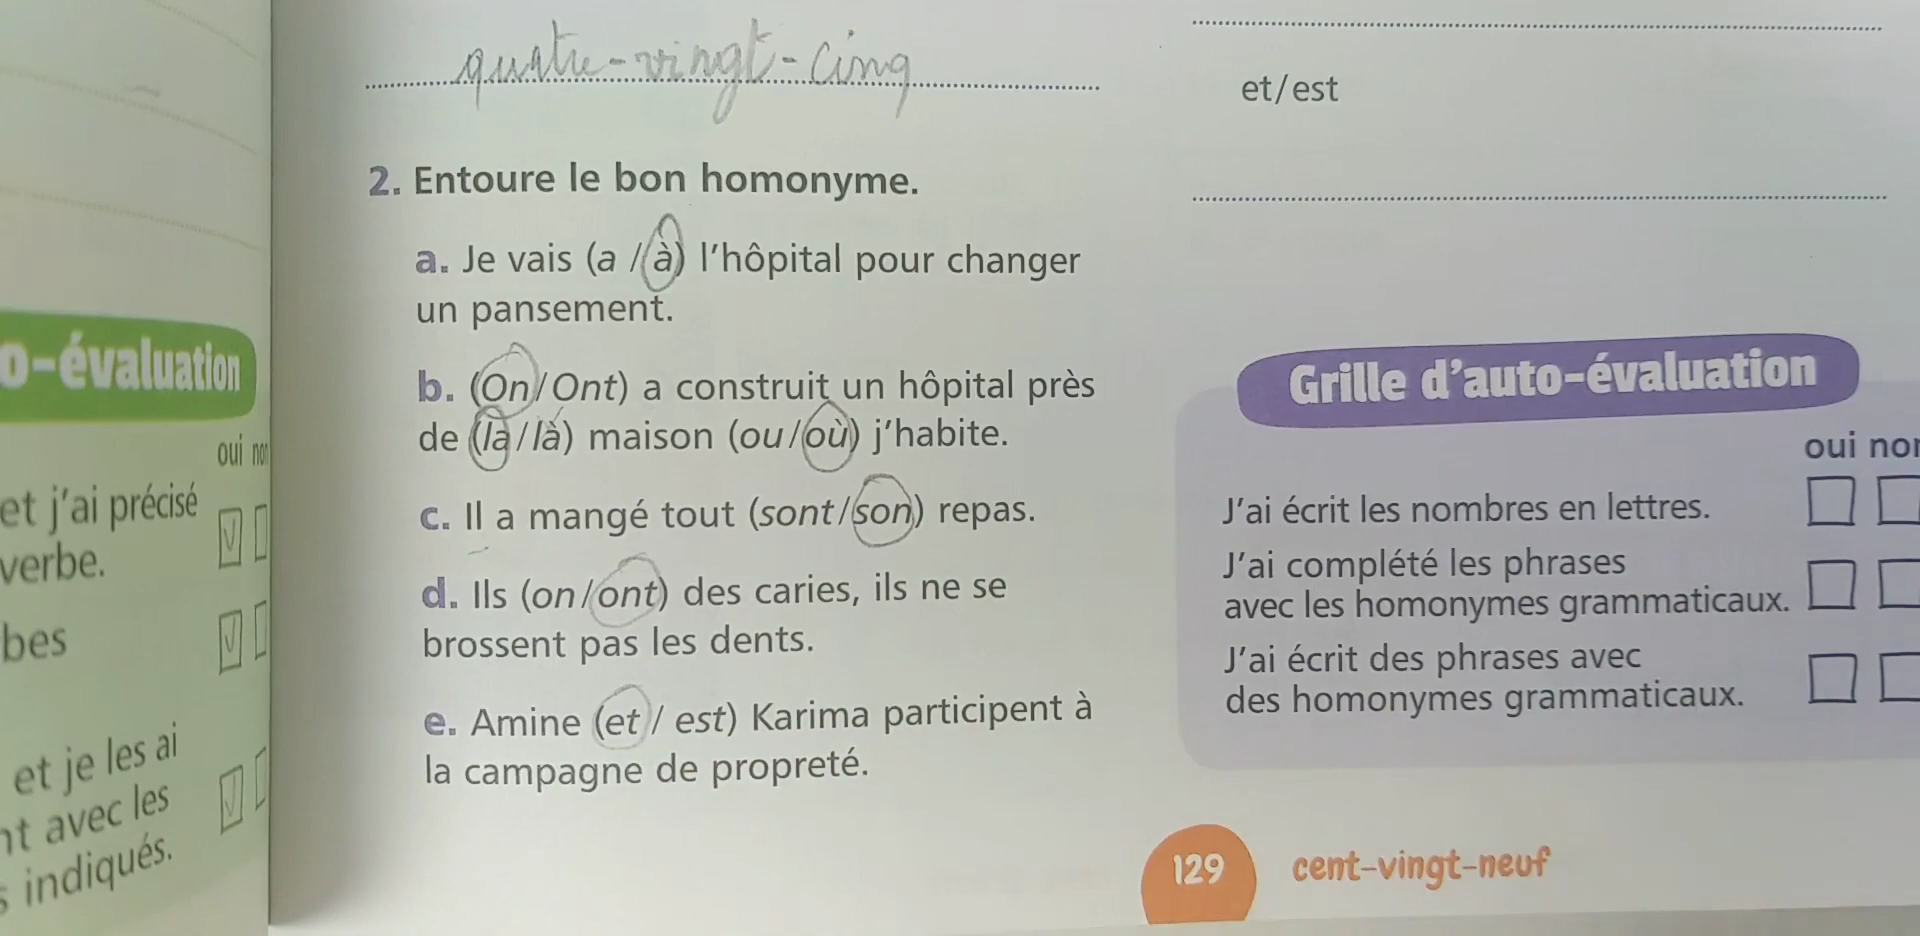 quatre-vingt-cinq
2. Entoure le bon homonyme.
a. Je vais (a / à) l'hôpital pour changer
un pansement.
b. (On/Ont) a construit un hôpital près
de (la/là) maison (ou/où) j'habite.
c. Il a mangé tout (sont/son) repas.
d. Ils (on/ont) des caries, ils ne se
brossent pas les dents.
e. Amine (et / est) Karima participent à
la campagne de propreté.
et/est
Grille d'auto-évaluation
oui
J'ai écrit les nombres en lettres.
J'ai complété les phrases
avec les homonymes grammaticaux.
J'ai écrit des phrases avec
des homonymes grammaticaux.
129 cent-vingt-neuf
o-évaluation
oui non
et j'ai précisé
verbe.
bes
et je les ai
nt avec les
s indiqués.